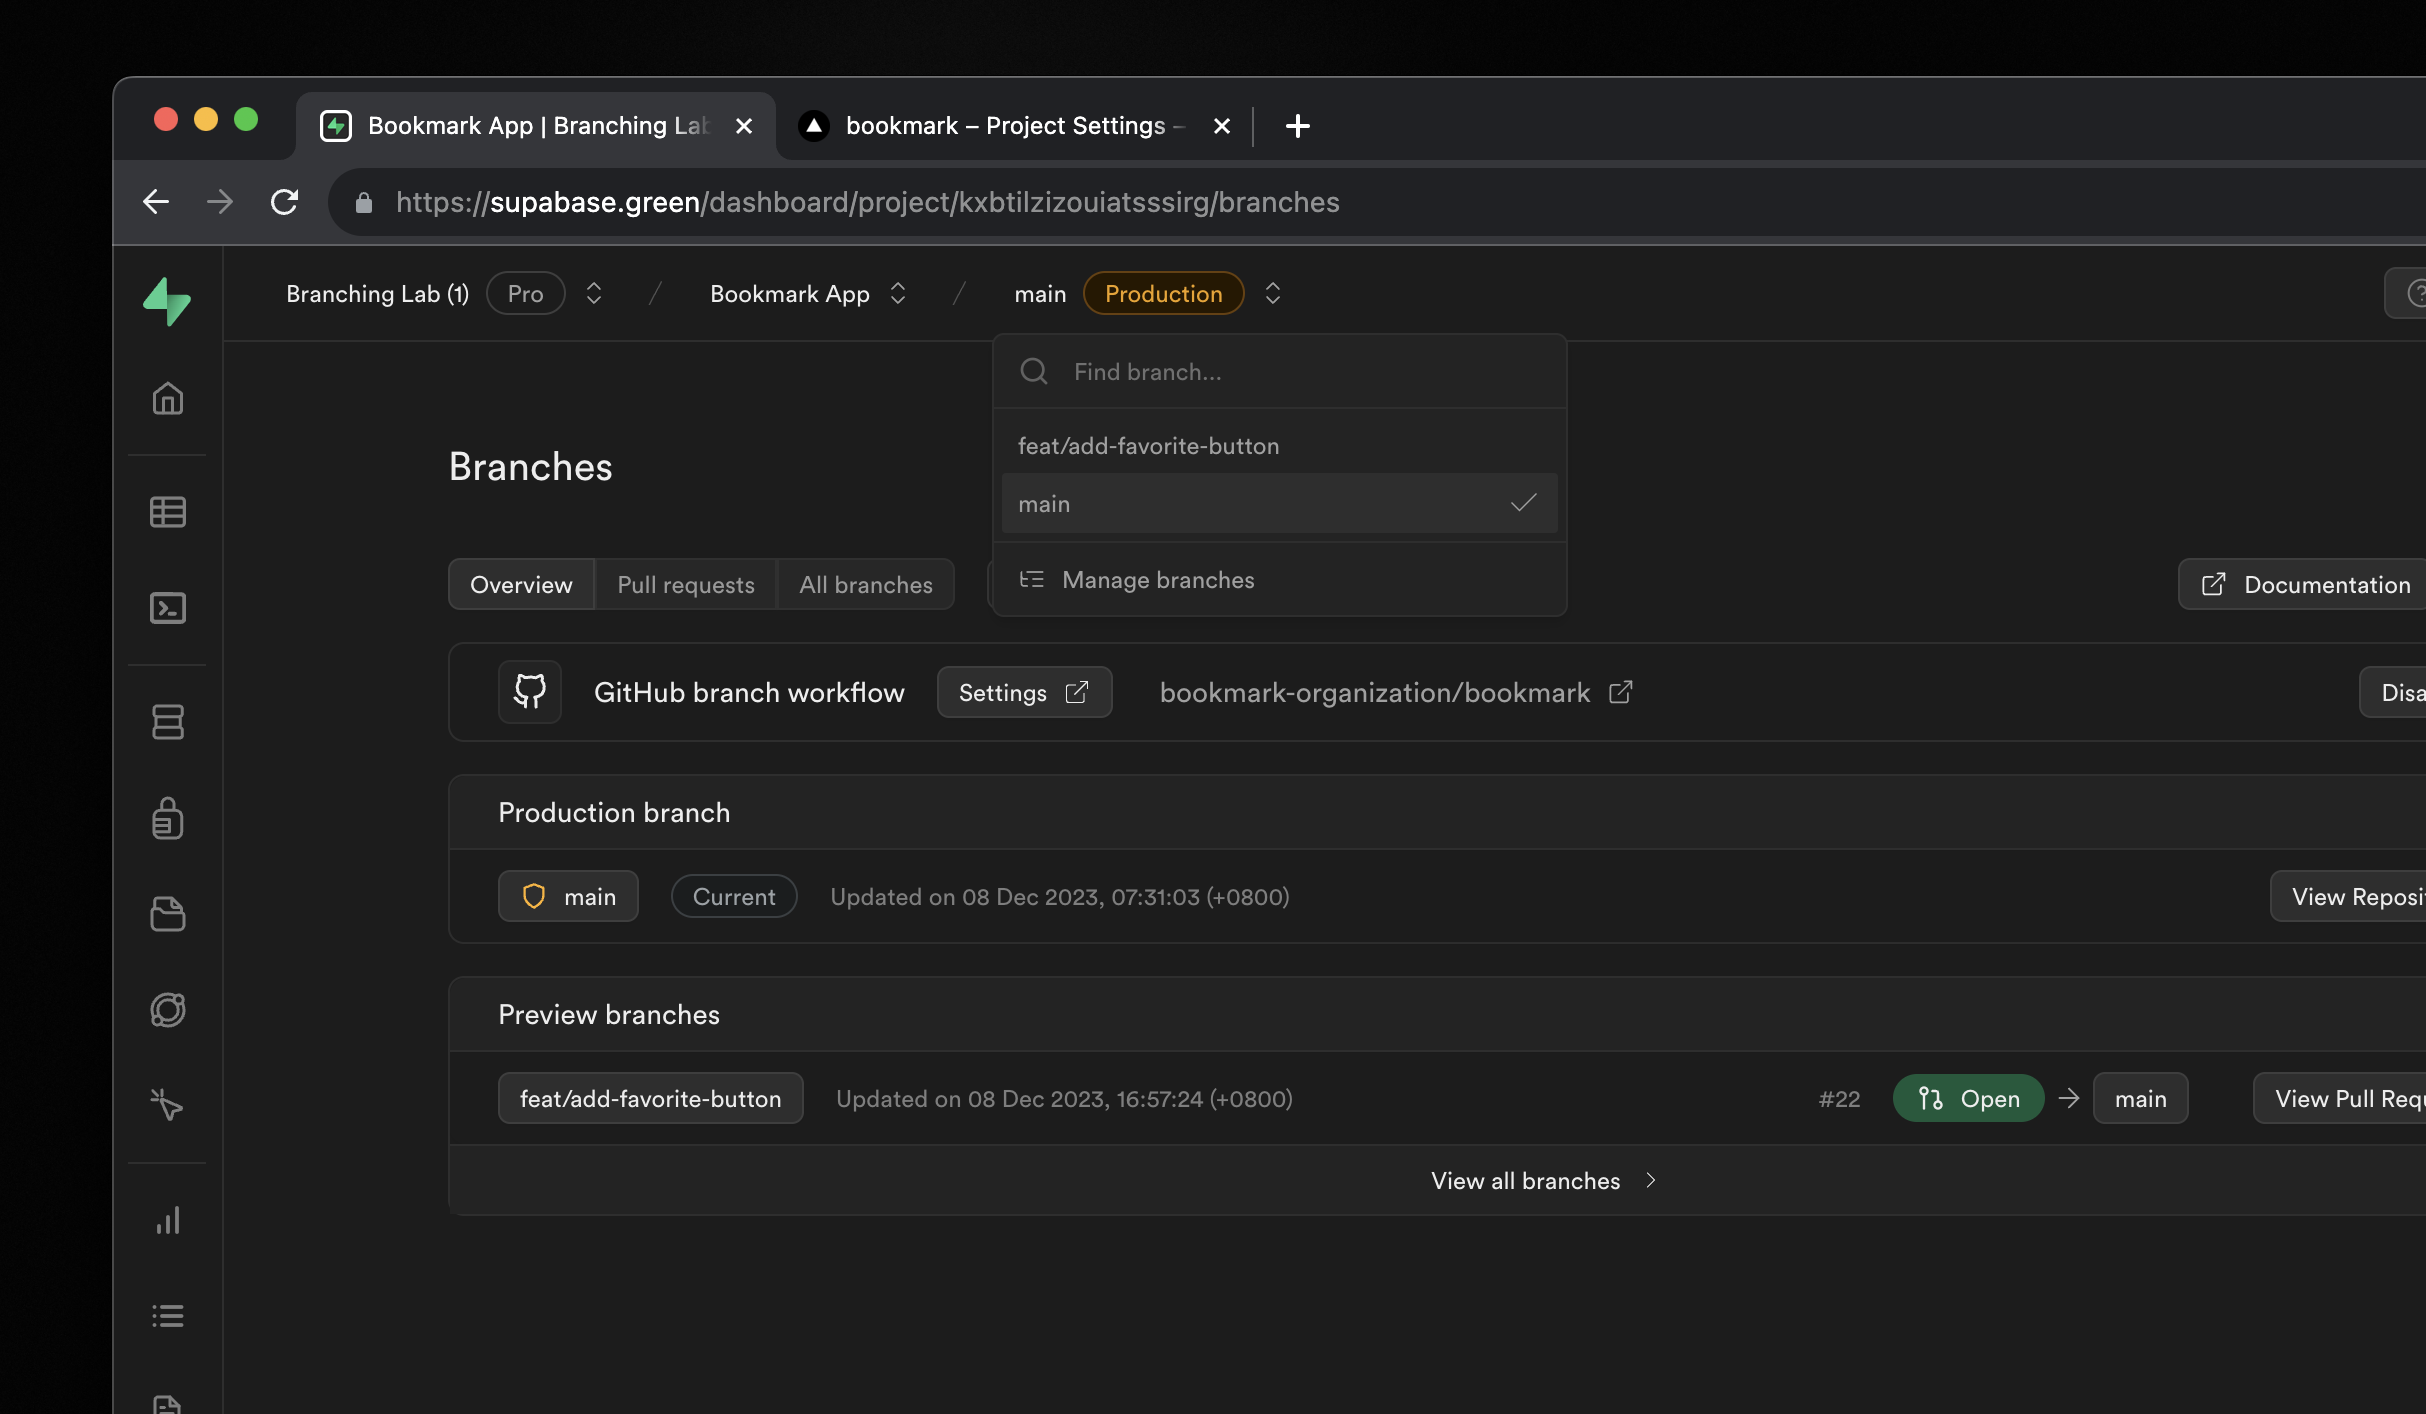 Bookmark App | Branching Lab
bookmark – Project Settings –
https://supabase.green/dashboard/project/kxbtilzizouiatsssirg/branches
Branching Lab (1) Pro / Bookmark App / main Production
Find branch...
feat/add-favorite-button
main
Manage branches
Branches
Overview Pull requests All branches
Documentation
GitHub branch workflow Settings bookmark-organization/bookmark Disa
Production branch
main Current Updated on 08 Dec 2023, 07:31:03 (+0800) View Reposit
Preview branches
feat/add-favorite-button Updated on 08 Dec 2023, 16:57:24 (+0800) #22 Open → main View Pull Requ
View all branches